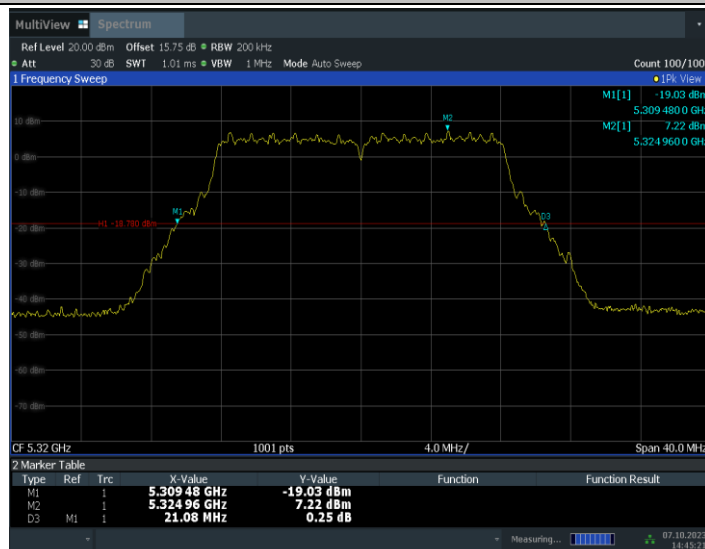 MultiView Spectrum
Ref Level 20.00 dBm Offset 15.75 dB RBW 200 kHz
Att 30 dB SWT 1.01 ms VBW 1 MHz Mode Auto Sweep Count 100/100
1 Frequency Sweep 1Pk View
M1[1] -19.03 dBm
5.309 480 0 GHz
M2[1] 7.22 dBm
5.324 960 0 GHz
M2
10 dBm
0 dBm
-10 dBm
M1
D3
H1 -18.780 dBm
-20 dBm
-30 dBm
-40 dBm
-50 dBm
-60 dBm
-70 dBm
CF 5.32 GHz 1001 pts 4.0 MHz/ Span 40.0 MHz
2 Marker Table
Type Ref Trc X-Value Y-Value Function Function Result
M1 1 5.309 48 GHz -19.03 dBm
M2 1 5.324 96 GHz 7.22 dBm
D3 M1 1 21.08 MHz 0.25 dB
Measuring... 07.10.2023
14:45:21